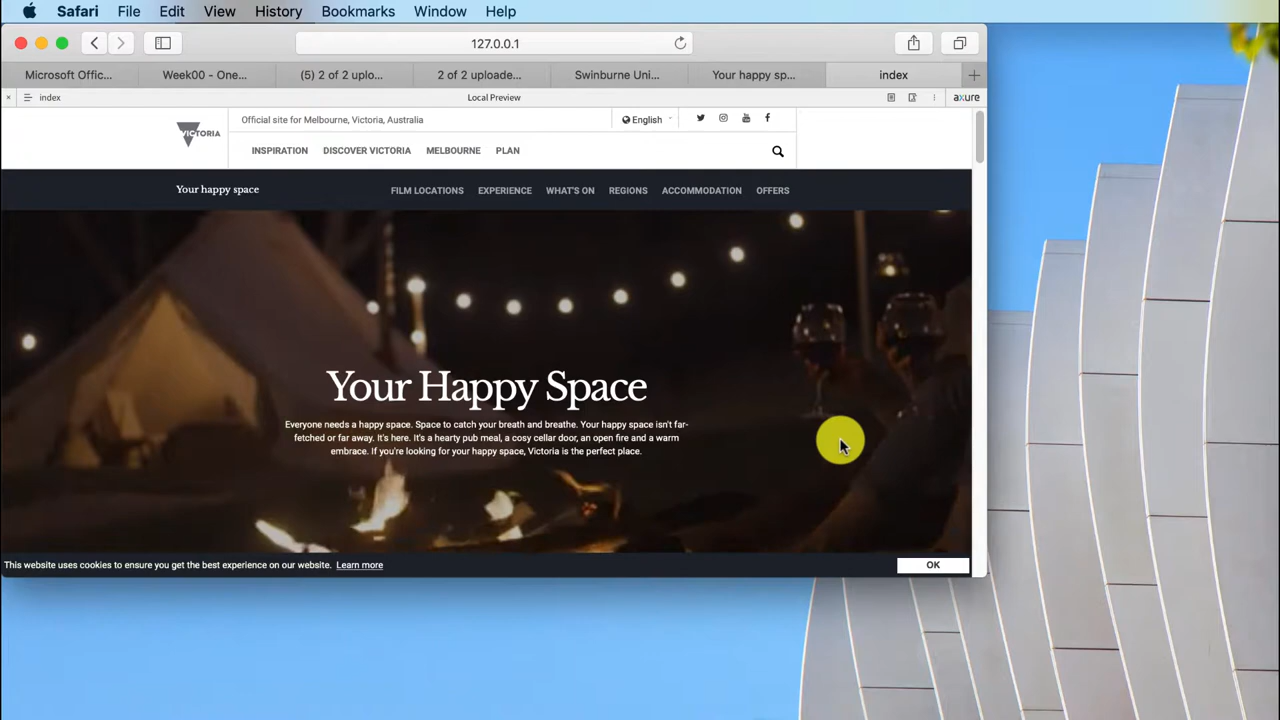 Safari File Edit View History Bookmarks Window Help
127.0.0.1
Microsoft Offic... Week00 - One... (5) 2 of 2 uplo... 2 of 2 uploade... Swinburne Uni... Your happy sp... index
index Local Preview axure
VICTORIA Official site for Melbourne, Victoria, Australia English
INSPIRATION DISCOVER VICTORIA MELBOURNE PLAN
Your happy space FILM LOCATIONS EXPERIENCE WHAT'S ON REGIONS ACCOMMODATION OFFERS
Your Happy Space
Everyone needs a happy space. Space to catch your breath and breathe. Your happy space isn't far-
fetched or far away. It's here. It's a hearty pub meal, a cosy cellar door, an open fire and a warm
embrace. If you're looking for your happy space, Victoria is the perfect place.
This website uses cookies to ensure you get the best experience on our website. Learn more OK